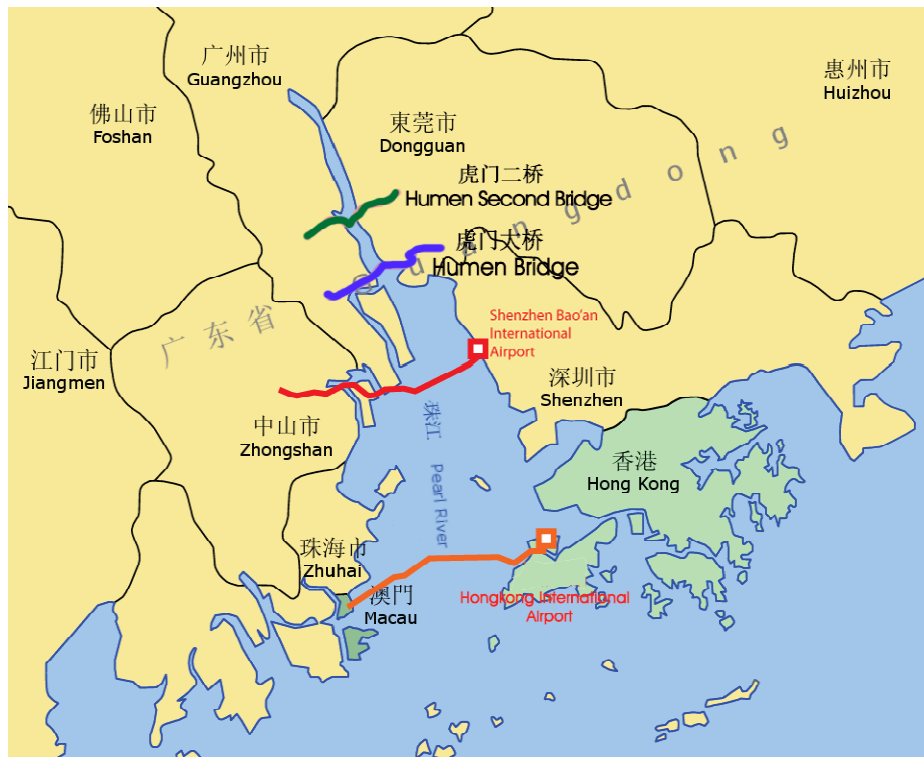 广州市
Guangzhou
惠州市
Huizhou
佛山市
Foshan
東莞市
Dongguan
虎门二桥
Humen Second Bridge
虎门大桥
Humen Bridge
Guangdong
广东省
Shenzhen Bao'an
International
Airport
江门市
Jiangmen
深圳市
Shenzhen
中山市
Zhongshan
珠江 Pearl River
香港
Hong Kong
珠海市
Zhuhai
澳門
Macau
Hongkong International
Airport